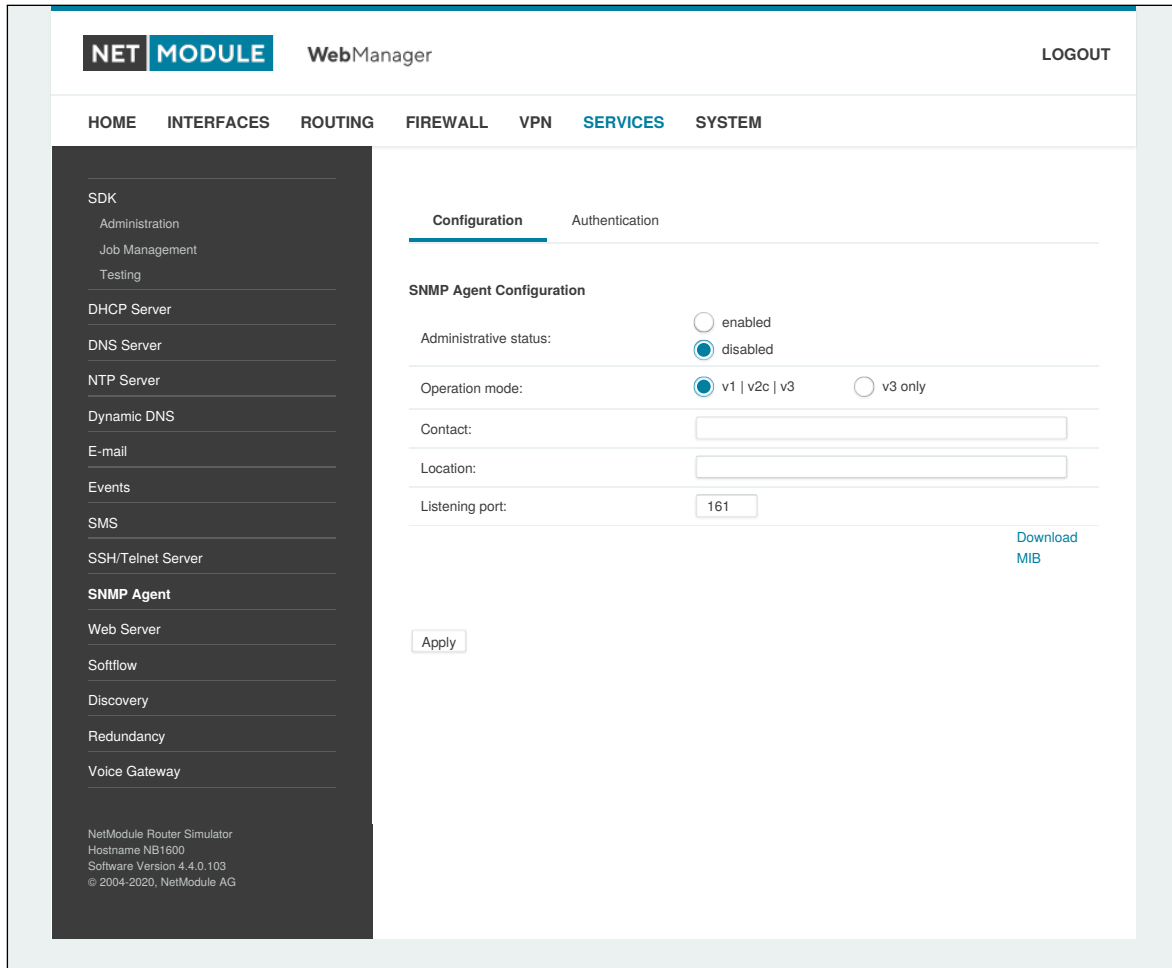 NET MODULE WebManager LOGOUT
HOME INTERFACES ROUTING FIREWALL VPN SERVICES SYSTEM
SDK
Administration
Job Management
Testing
DHCP Server
DNS Server
NTP Server
Dynamic DNS
E-mail
Events
SMS
SSH/Telnet Server
SNMP Agent
Web Server
Softflow
Discovery
Redundancy
Voice Gateway
NetModule Router Simulator
Hostname NB1600
Software Version 4.4.0.103
© 2004-2020, NetModule AG
Configuration Authentication
SNMP Agent Configuration
Administrative status:
enabled
disabled
Operation mode: v1 | v2c | v3 v3 only
Contact:
Location:
Listening port: 161
Download
MIB
Apply